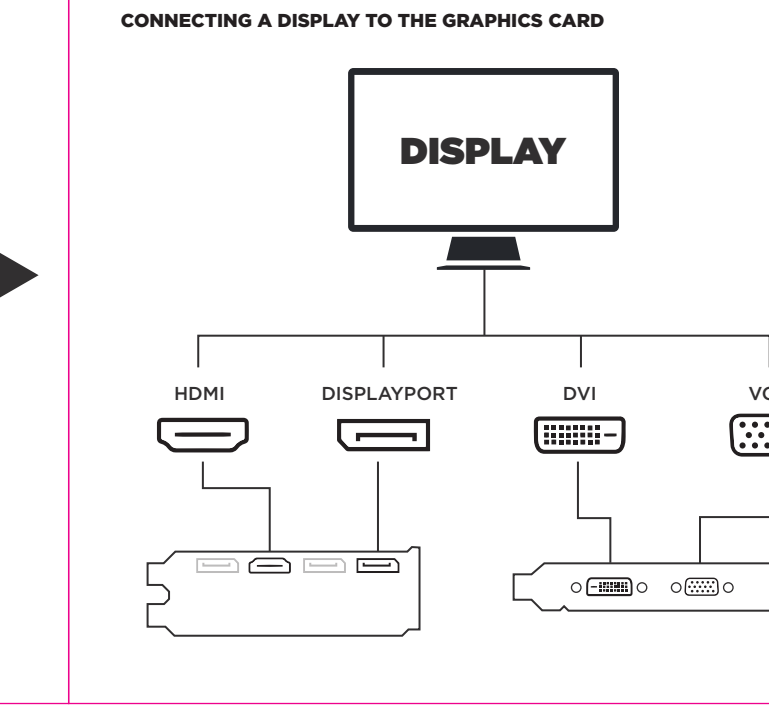 CONNECTING A DISPLAY TO THE GRAPHICS CARD
DISPLAY
HDMI
DISPLAYPORT
DVI